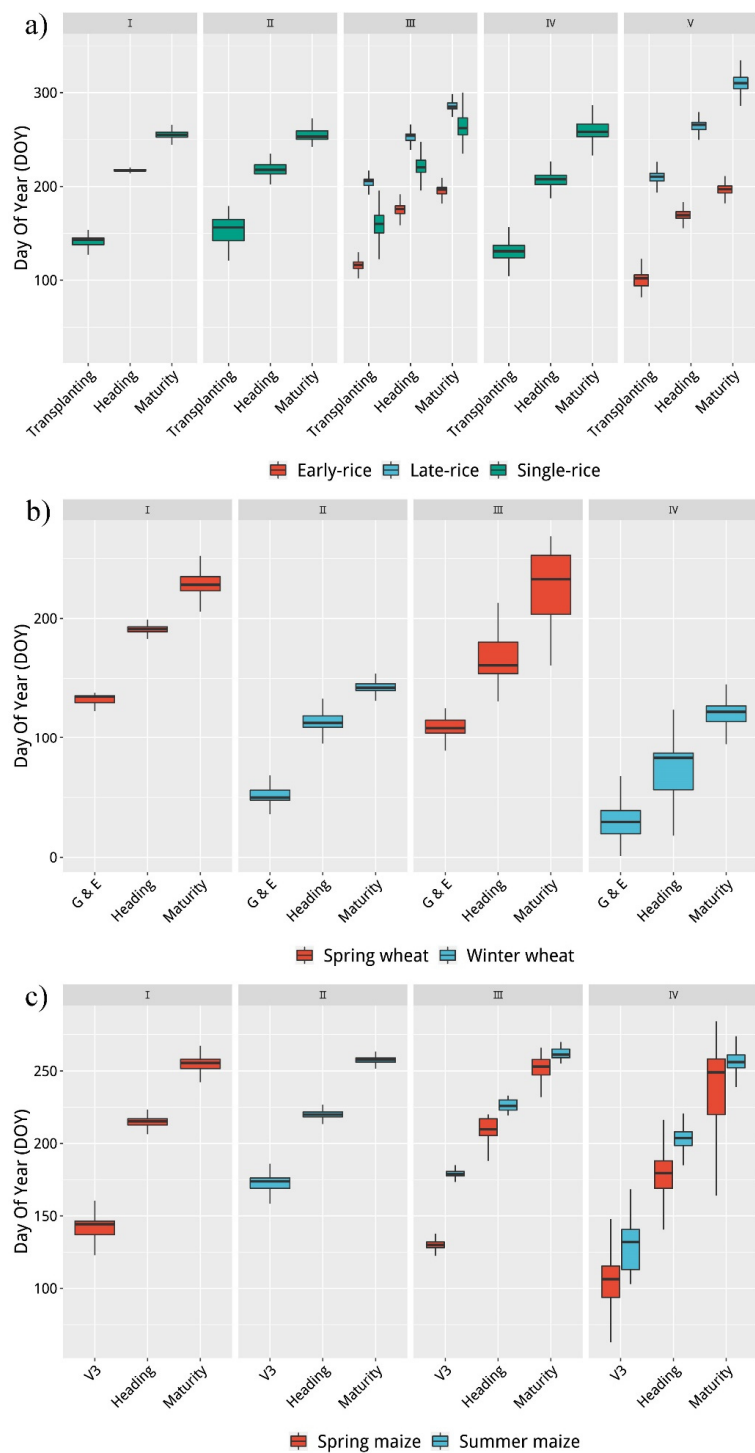 a)
I II III IV V
Day Of Year (DOY)
300
200
100
Transplanting Heading Maturity Transplanting Heading Maturity Transplanting Heading Maturity Transplanting Heading Maturity Transplanting Heading Maturity
Early-rice Late-rice Single-rice
b)
I II III IV
Day Of Year (DOY)
200
100
0
G & E Heading Maturity G & E Heading Maturity G & E Heading Maturity G & E Heading Maturity
Spring wheat Winter wheat
c)
I II III IV
Day Of Year (DOY)
250
200
150
100
V3 Heading Maturity V3 Heading Maturity V3 Heading Maturity V3 Heading Maturity
Spring maize Summer maize